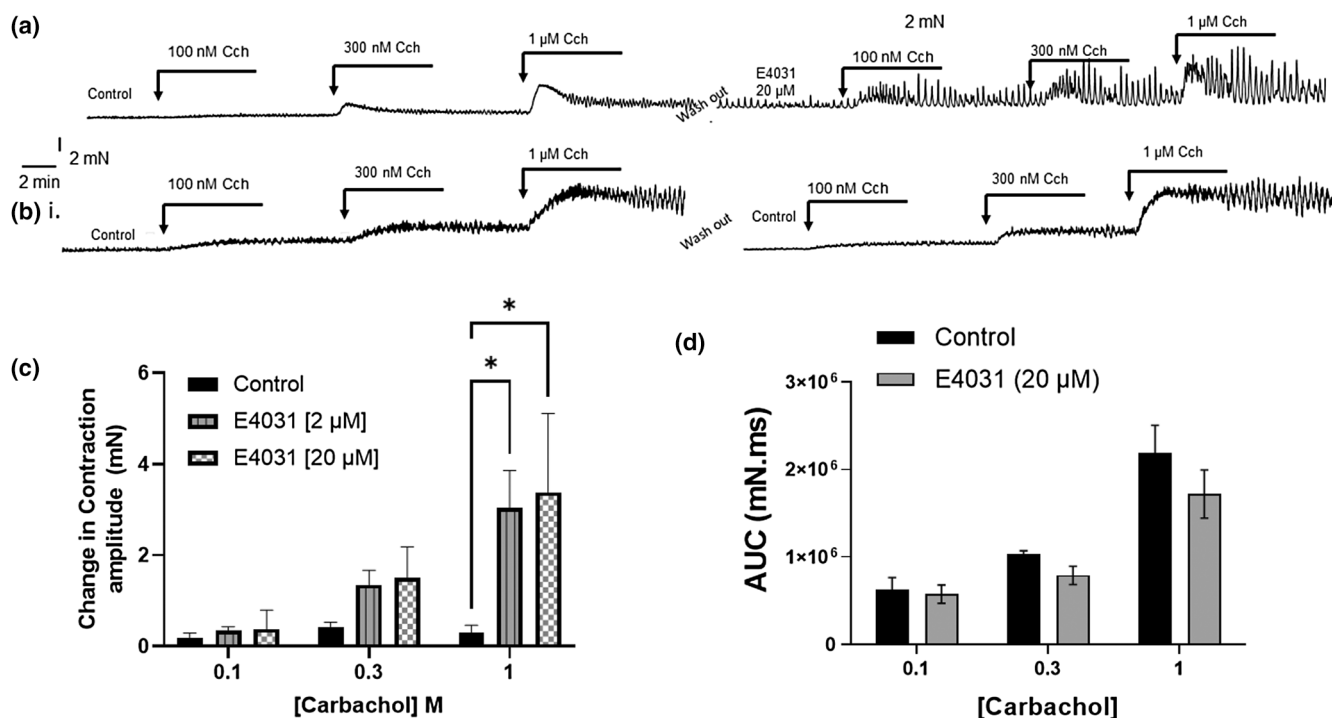 (a)
100 nM Cch
300 nM Cch
1 µM Cch
Control
Wash out
2 mN
E4031
20 µM
100 nM Cch
300 nM Cch
1 µM Cch
2 mN
2 min
(b) i.
100 nM Cch
300 nM Cch
1 µM Cch
Control
Wash out
100 nM Cch
300 nM Cch
1 µM Cch
Control
(c)
Change in Contraction
amplitude (mN)
6
4
2
0
Control
E4031 [2 µM]
E4031 [20 µM]
*
*
0.1
0.3
1
[Carbachol] M
(d)
Control
E4031 (20 µM)
AUC (mN.ms)
3×10⁶
2×10⁶
1×10⁶
0
0.1
0.3
1
[Carbachol]